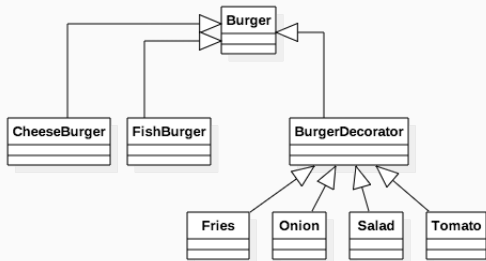 Burger
CheeseBurger FishBurger BurgerDecorator
Fries Onion Salad Tomato